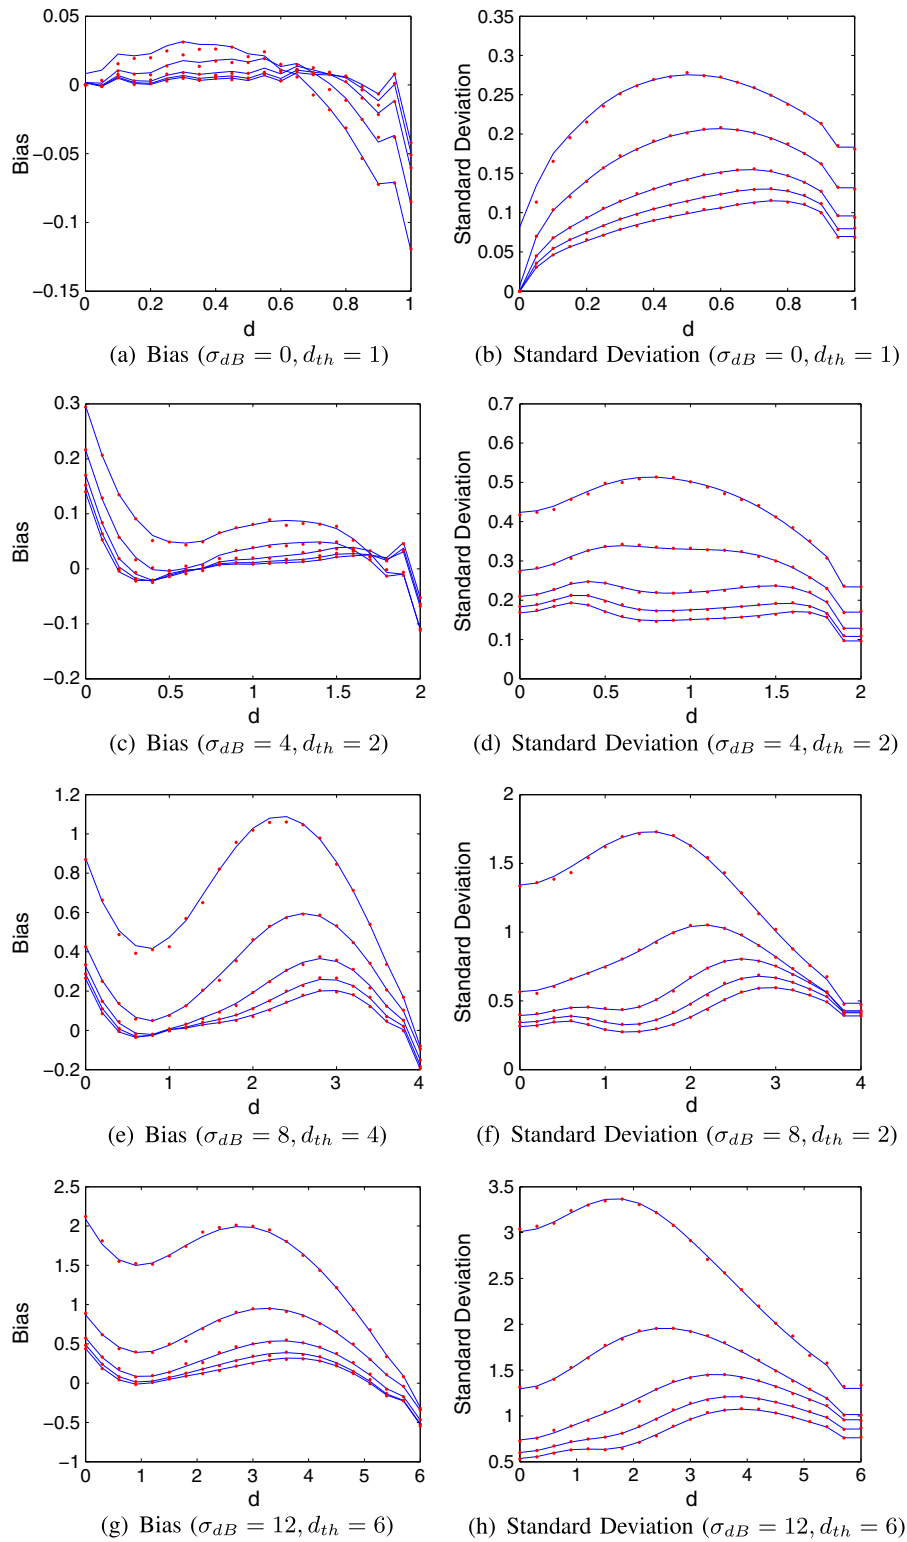 0.05
0
−0.05
−0.1
−0.15
Bias
0 0.2 0.4 0.6 0.8 1
d
(a) Bias (σdB = 0, dth = 1)
0.35
0.3
0.25
0.2
0.15
0.1
0.05
0
Standard Deviation
0 0.2 0.4 0.6 0.8 1
d
(b) Standard Deviation (σdB = 0, dth = 1)
0.3
0.2
0.1
0
−0.1
−0.2
Bias
0 0.5 1 1.5 2
d
(c) Bias (σdB = 4, dth = 2)
0.7
0.6
0.5
0.4
0.3
0.2
0.1
0
Standard Deviation
0 0.5 1 1.5 2
d
(d) Standard Deviation (σdB = 4, dth = 2)
1.2
1
0.8
0.6
0.4
0.2
0
−0.2
Bias
0 1 2 3 4
d
(e) Bias (σdB = 8, dth = 4)
2
1.5
1
0.5
0
Standard Deviation
0 1 2 3 4
d
(f) Standard Deviation (σdB = 8, dth = 2)
2.5
2
1.5
1
0.5
0
−0.5
−1
Bias
0 1 2 3 4 5 6
d
(g) Bias (σdB = 12, dth = 6)
3.5
3
2.5
2
1.5
1
0.5
Standard Deviation
0 1 2 3 4 5 6
d
(h) Standard Deviation (σdB = 12, dth = 6)